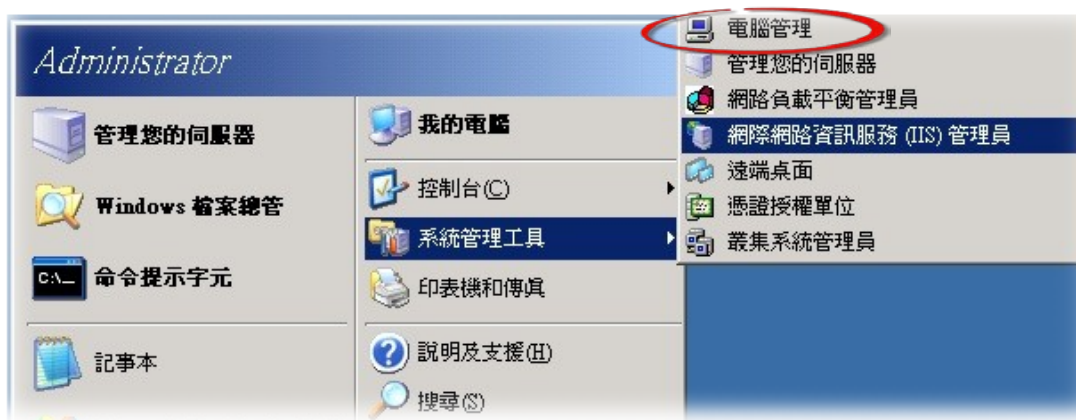 Administrator
管理您的伺服器
Windows 檔案總管
命令提示字元
記事本
我的電腦
控制台(C)
系統管理工具
印表機和傳真
說明及支援(H)
搜尋(S)
電腦管理
管理您的伺服器
網路負載平衡管理員
網際網路資訊服務 (IIS) 管理員
遠端桌面
憑證授權單位
叢集系統管理員
C:\_